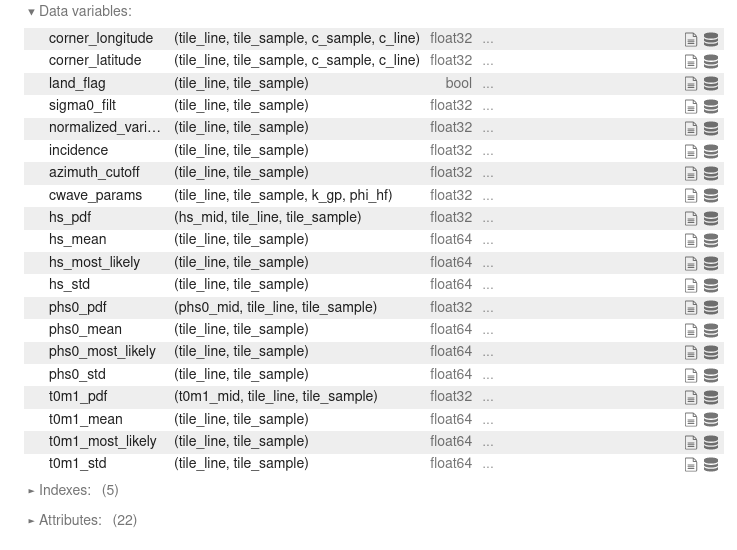 ▾ Data variables:
corner_longitude (tile_line, tile_sample, c_sample, c_line) float32 ...
corner_latitude (tile_line, tile_sample, c_sample, c_line) float32 ...
land_flag (tile_line, tile_sample) bool ...
sigma0_filt (tile_line, tile_sample) float32 ...
normalized_vari… (tile_line, tile_sample) float32 ...
incidence (tile_line, tile_sample) float32 ...
azimuth_cutoff (tile_line, tile_sample) float32 ...
cwave_params (tile_line, tile_sample, k_gp, phi_hf) float32 ...
hs_pdf (hs_mid, tile_line, tile_sample) float32 ...
hs_mean (tile_line, tile_sample) float64 ...
hs_most_likely (tile_line, tile_sample) float64 ...
hs_std (tile_line, tile_sample) float64 ...
phs0_pdf (phs0_mid, tile_line, tile_sample) float32 ...
phs0_mean (tile_line, tile_sample) float64 ...
phs0_most_likely (tile_line, tile_sample) float64 ...
phs0_std (tile_line, tile_sample) float64 ...
t0m1_pdf (t0m1_mid, tile_line, tile_sample) float32 ...
t0m1_mean (tile_line, tile_sample) float64 ...
t0m1_most_likely (tile_line, tile_sample) float64 ...
t0m1_std (tile_line, tile_sample) float64 ...
► Indexes: (5)
► Attributes: (22)